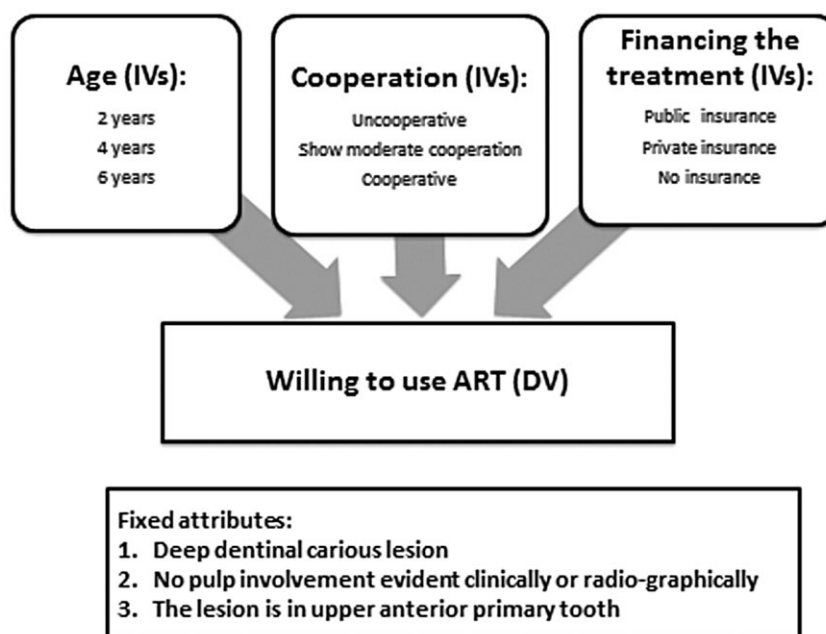 Age (IVs):
2 years
4 years
6 years
Cooperation (IVs):
Uncooperative
Show moderate cooperation
Cooperative
Financing the
treatment (IVs):
Public insurance
Private insurance
No insurance
Willing to use ART (DV)
Fixed attributes:
1. Deep dentinal carious lesion
2. No pulp involvement evident clinically or radio-graphically
3. The lesion is in upper anterior primary tooth